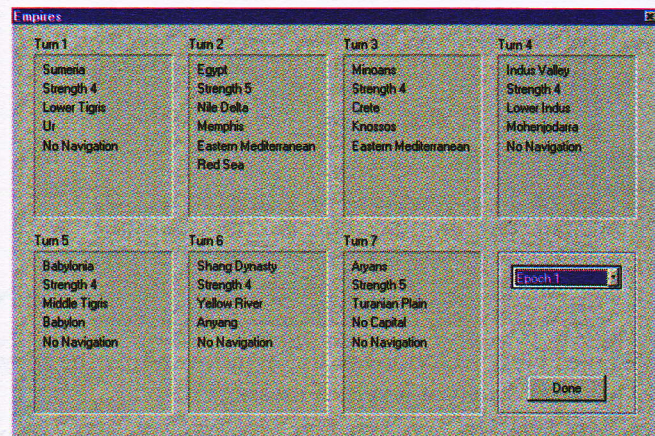 Empires
Turn 1
Sumeria
Strength 4
Lower Tigris
Ur
No Navigation
Turn 2
Egypt
Strength 5
Nile Delta
Memphis
Eastern Mediterranean
Red Sea
Turn 3
Minoans
Strength 4
Crete
Knossos
Eastern Mediterranean
Turn 4
Indus Valley
Strength 4
Lower Indus
Mohenjodarra
No Navigation
Turn 5
Babylonia
Strength 4
Middle Tigris
Babylon
No Navigation
Turn 6
Shang Dynasty
Strength 4
Yellow River
Anyang
No Navigation
Turn 7
Aryans
Strength 5
Turanian Plain
No Capital
No Navigation
Epoch 1
Done